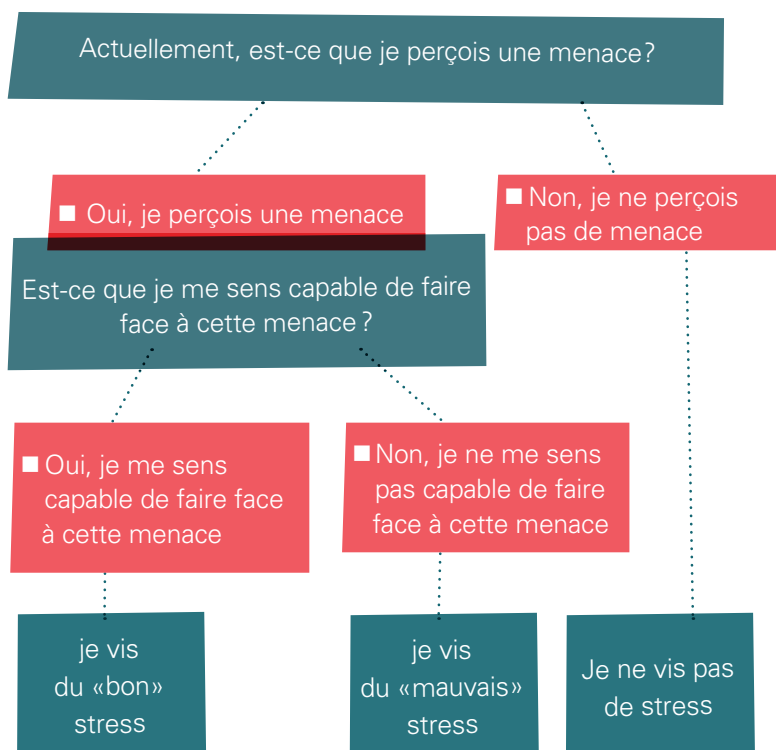 Actuellement, est-ce que je perçois une menace?
■ Oui, je perçois une menace
■ Non, je ne perçois
pas de menace
Est-ce que je me sens capable de faire
face à cette menace ?
■ Oui, je me sens
capable de faire face
à cette menace
■ Non, je ne me sens
pas capable de faire
face à cette menace
je vis
du «bon»
stress
je vis
du «mauvais»
stress
Je ne vis pas
de stress